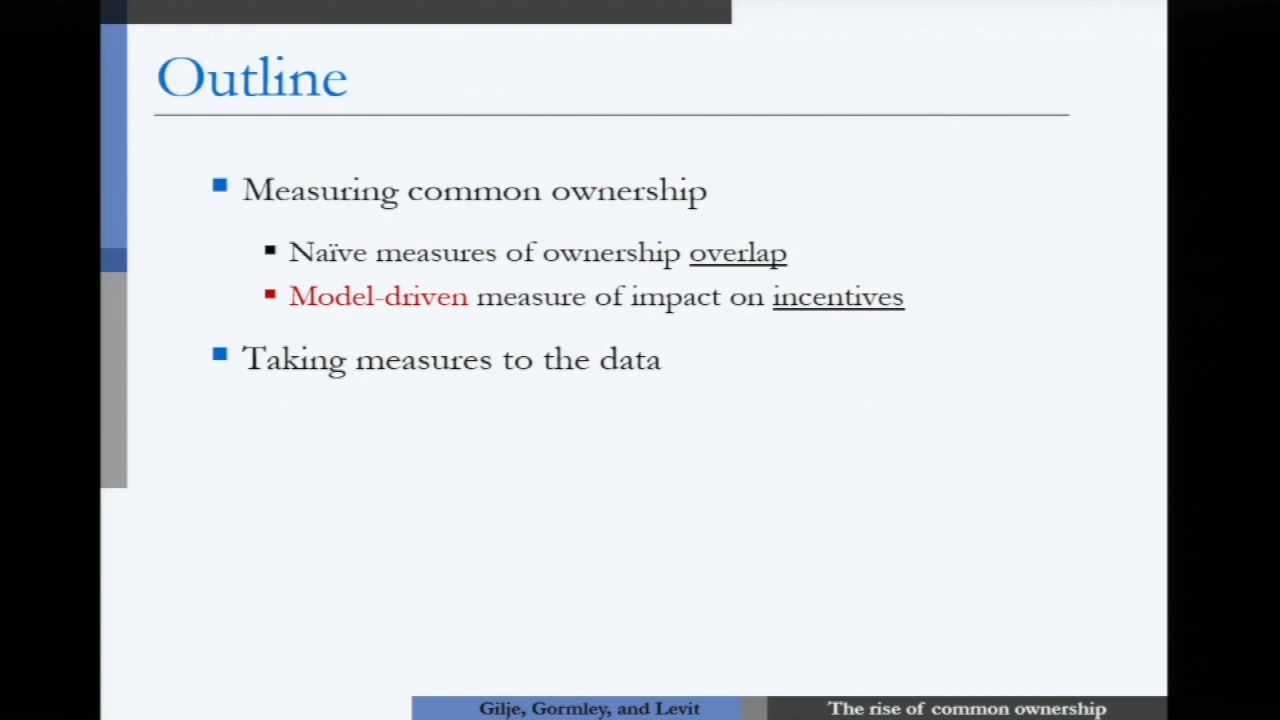 Outline
Measuring common ownership
Naïve measures of ownership overlap
Model-driven measure of impact on incentives
Taking measures to the data
Gilje, Gormley, and Levit
The rise of common ownership